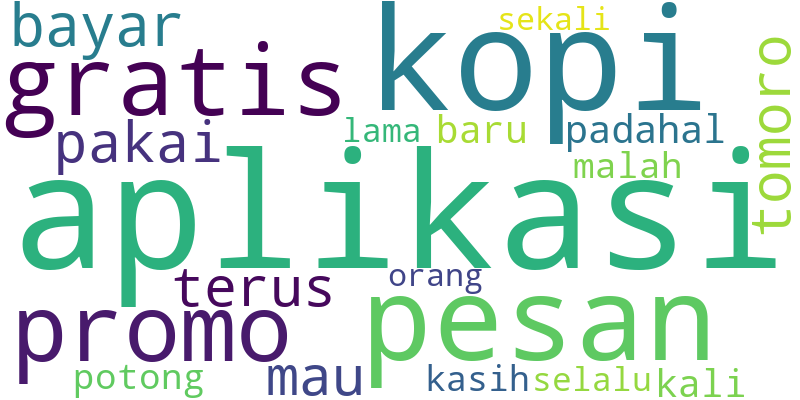 bayar
sekali
kopi
gratis
tomoro
pakai
lama
baru
padahal
malah
aplikasi
terus
orang
promo
pesan
potong
mau
kasih
selalu
kali